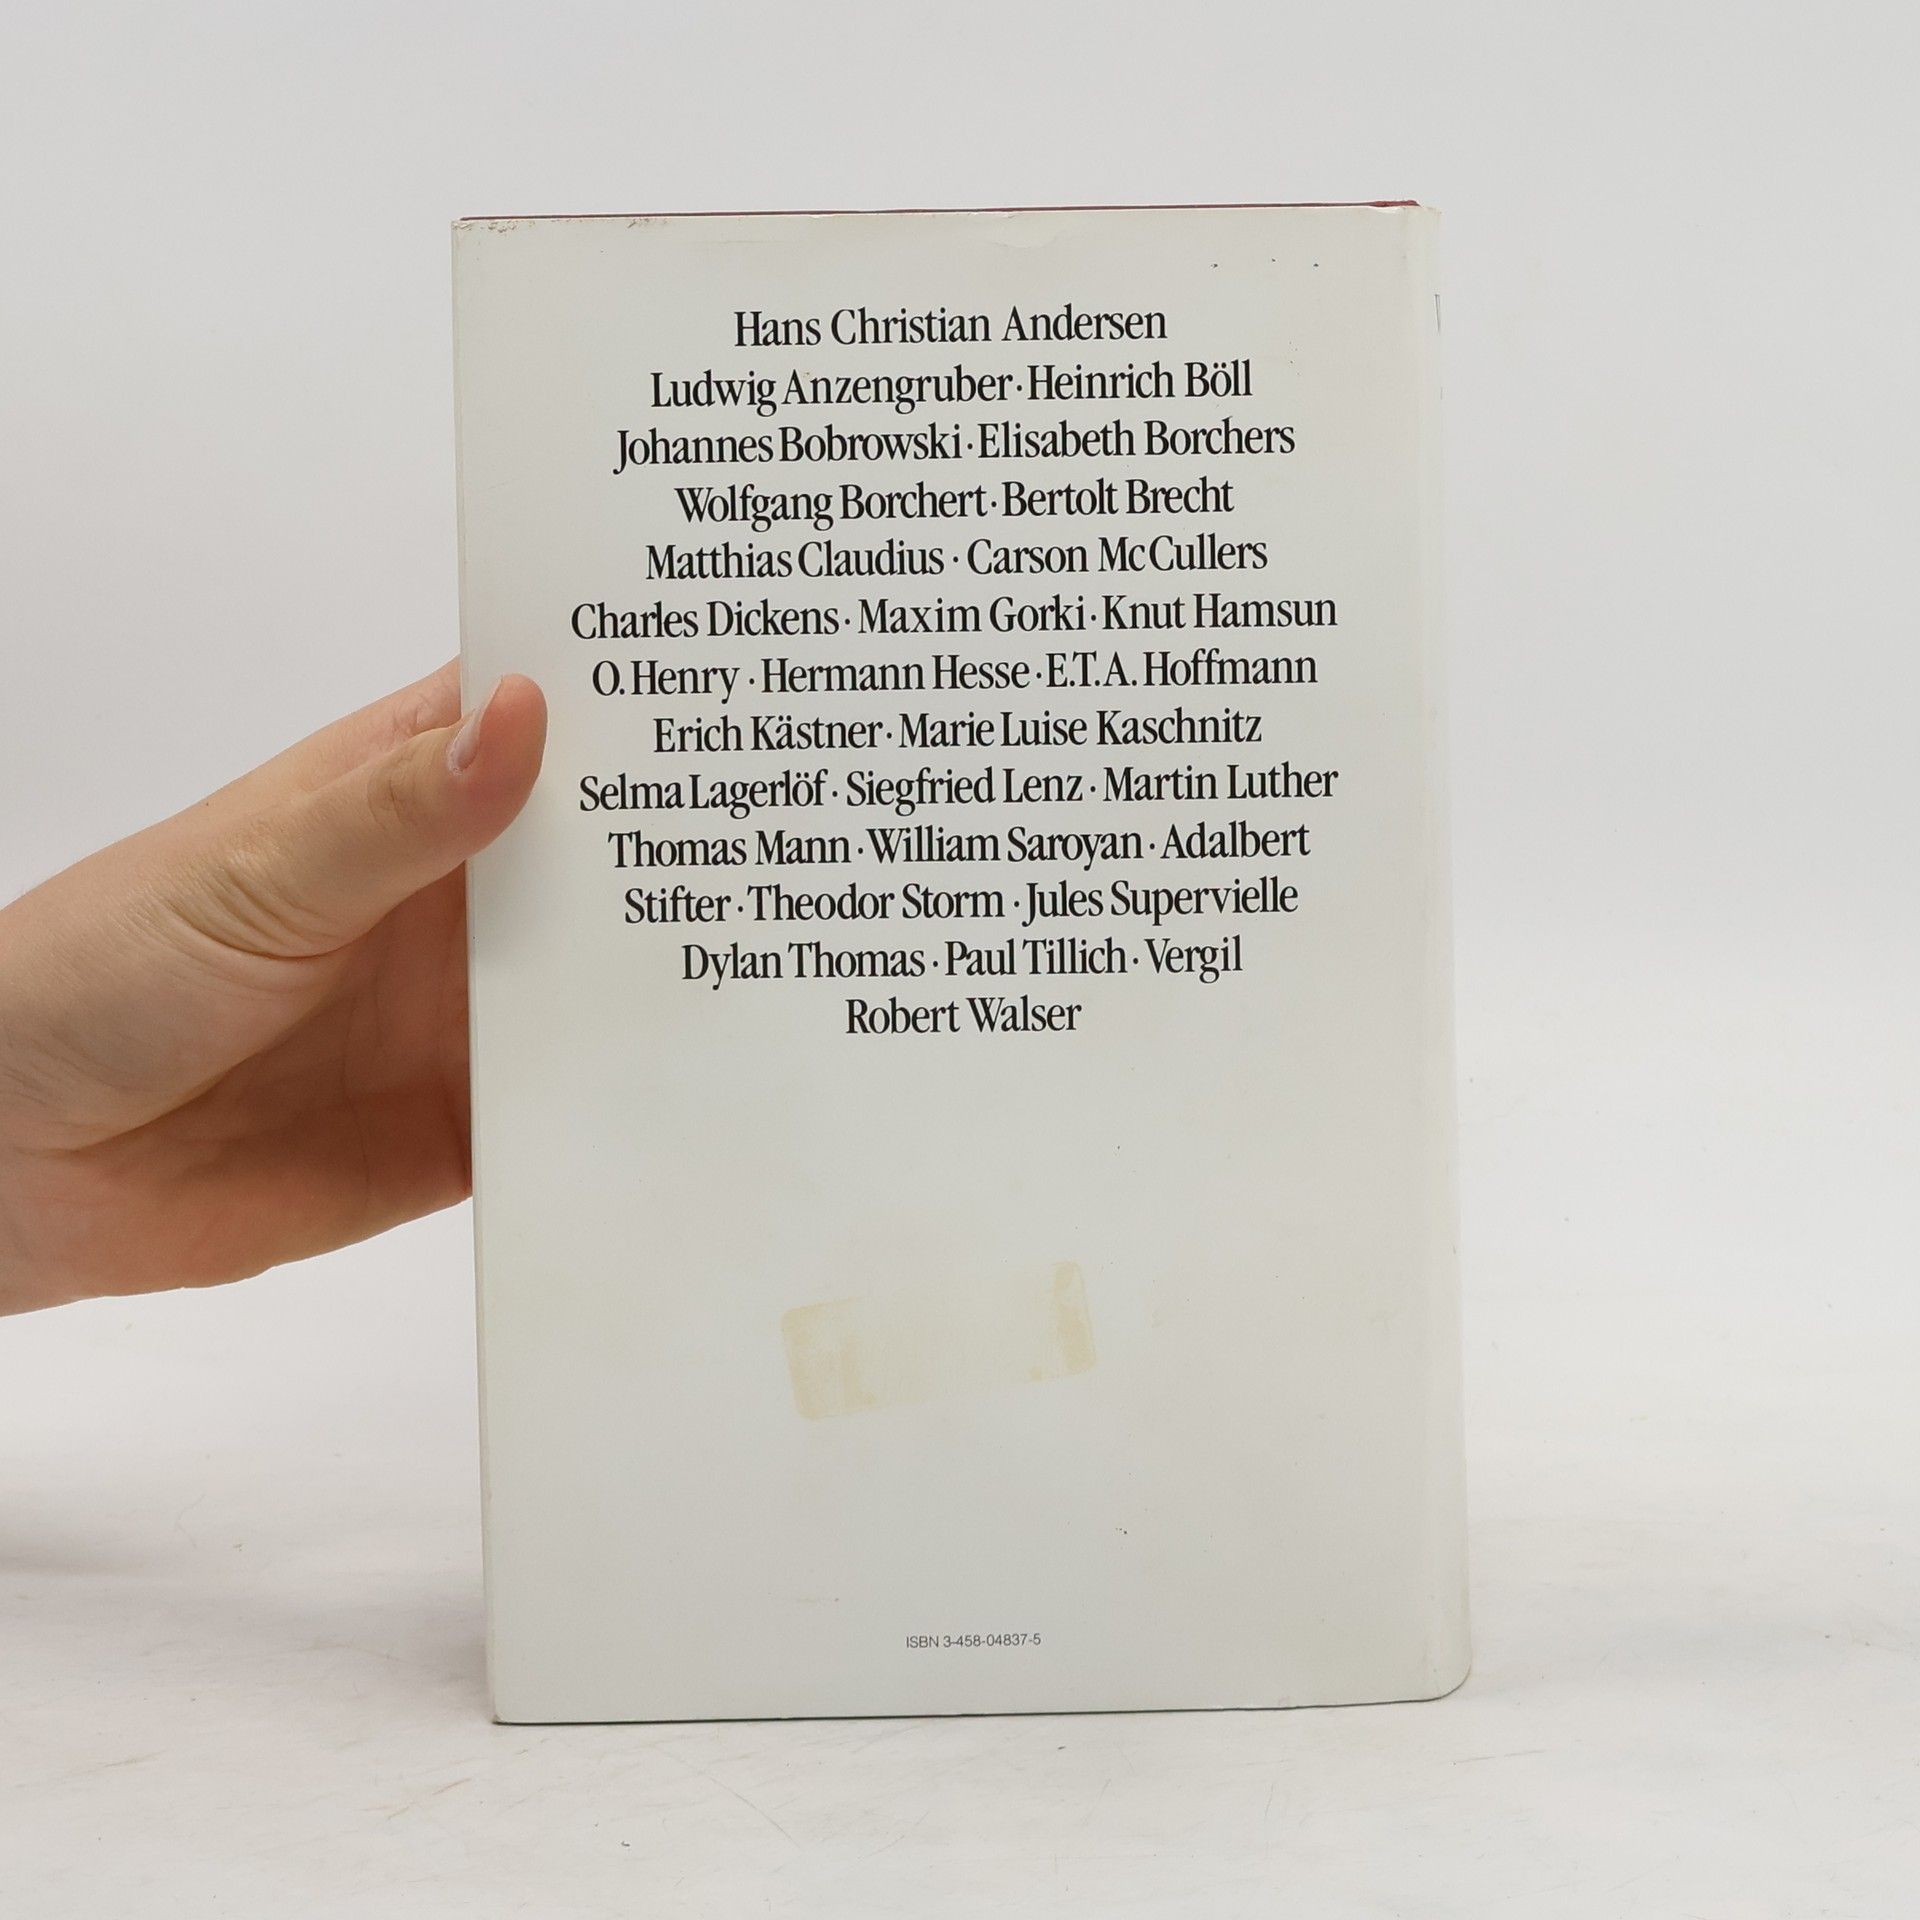 Hans Christian Andersen
Ludwig Anzengruber · Heinrich Böll
Johannes Bobrowski · Elisabeth Borchers
Wolfgang Borchert · Bertolt Brecht
Matthias Claudius · Carson McCullers
Charles Dickens · Maxim Gorki · Knut Hamsun
O. Henry · Hermann Hesse · E.T.A. Hoffmann
Erich Kästner · Marie Luise Kaschnitz
Selma Lagerlöf · Siegfried Lenz · Martin Luther
Thomas Mann · William Saroyan · Adalbert
Stifter · Theodor Storm · Jules Supervielle
Dylan Thomas · Paul Tillich · Vergil
Robert Walser
ISBN 3-458-04837-5